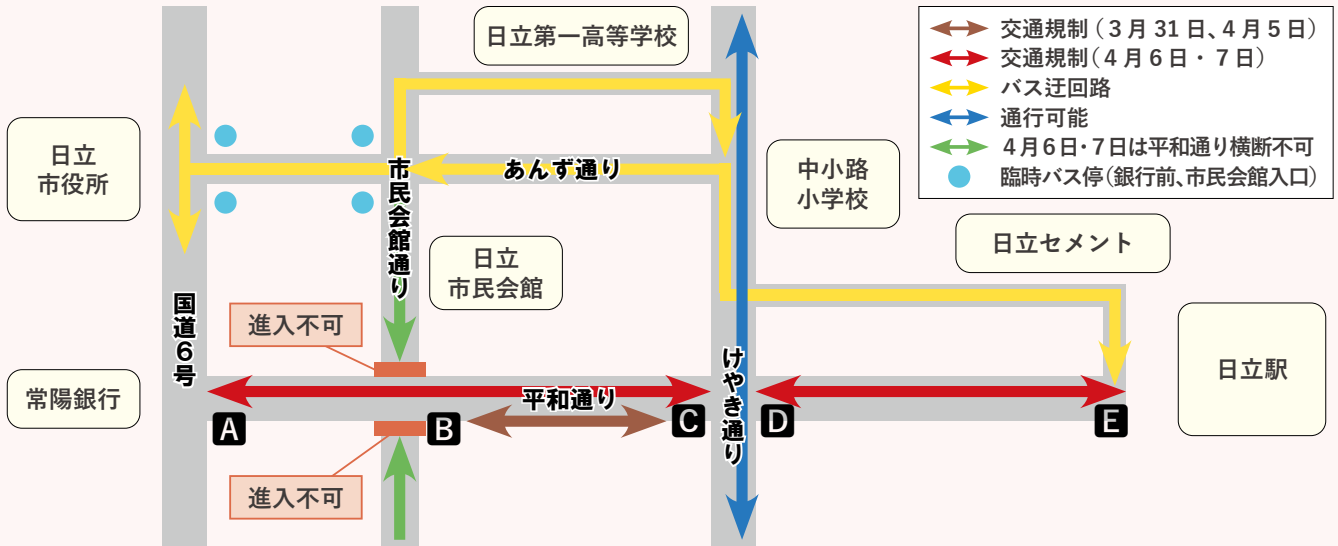 日立第一高等学校
交通規制（３月31日、４月５日）
交通規制（４月６日・７日）
バス迂回路
通行可能
４月６日・７日は平和通り横断不可
臨時バス停（銀行前、市民会館入口）
日立
市役所
あんず通り
市民会館通り
中小路
小学校
日立セメント
日立
市民会館
国道６号
進入不可
日立駅
常陽銀行
平和通り
けやき通り
A
B
C
D
E
進入不可